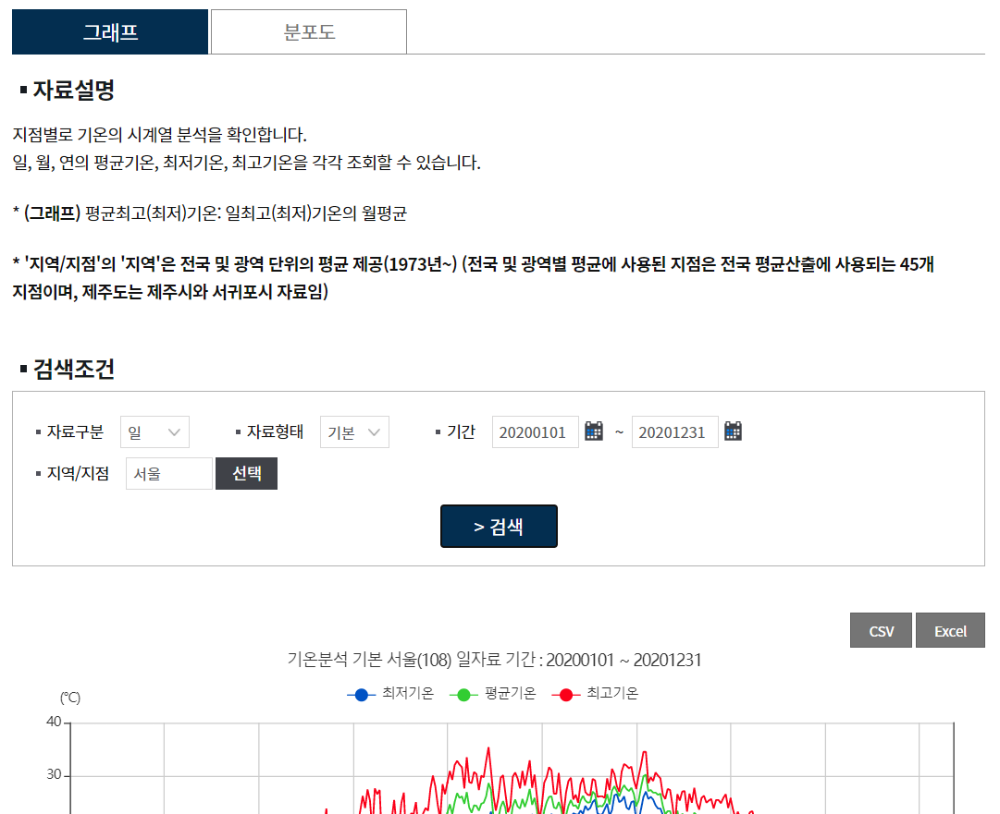 그래프 분포도
자료설명
지점별로 기온의 시계열 분석을 확인합니다.
일, 월, 연의 평균기온, 최저기온, 최고기온을 각각 조회할 수 있습니다.
* (그래프) 평균최고(최저)기온: 일최고(최저)기온의 월평균
* '지역/지점'의 '지역'은 전국 및 광역 단위의 평균 제공(1973년~) (전국 및 광역별 평균에 사용된 지점은 전국 평균산출에 사용되는 45개
지점이며, 제주도는 제주시와 서귀포시 자료임)
검색조건
자료구분 일 자료형태 기본 기간 20200101 ~ 20201231
지역/지점 서울 선택
> 검색
CSV Excel
기온분석 기본 서울(108) 일자료 기간 : 20200101 ~ 20201231
최저기온 평균기온 최고기온
(℃)
40
30